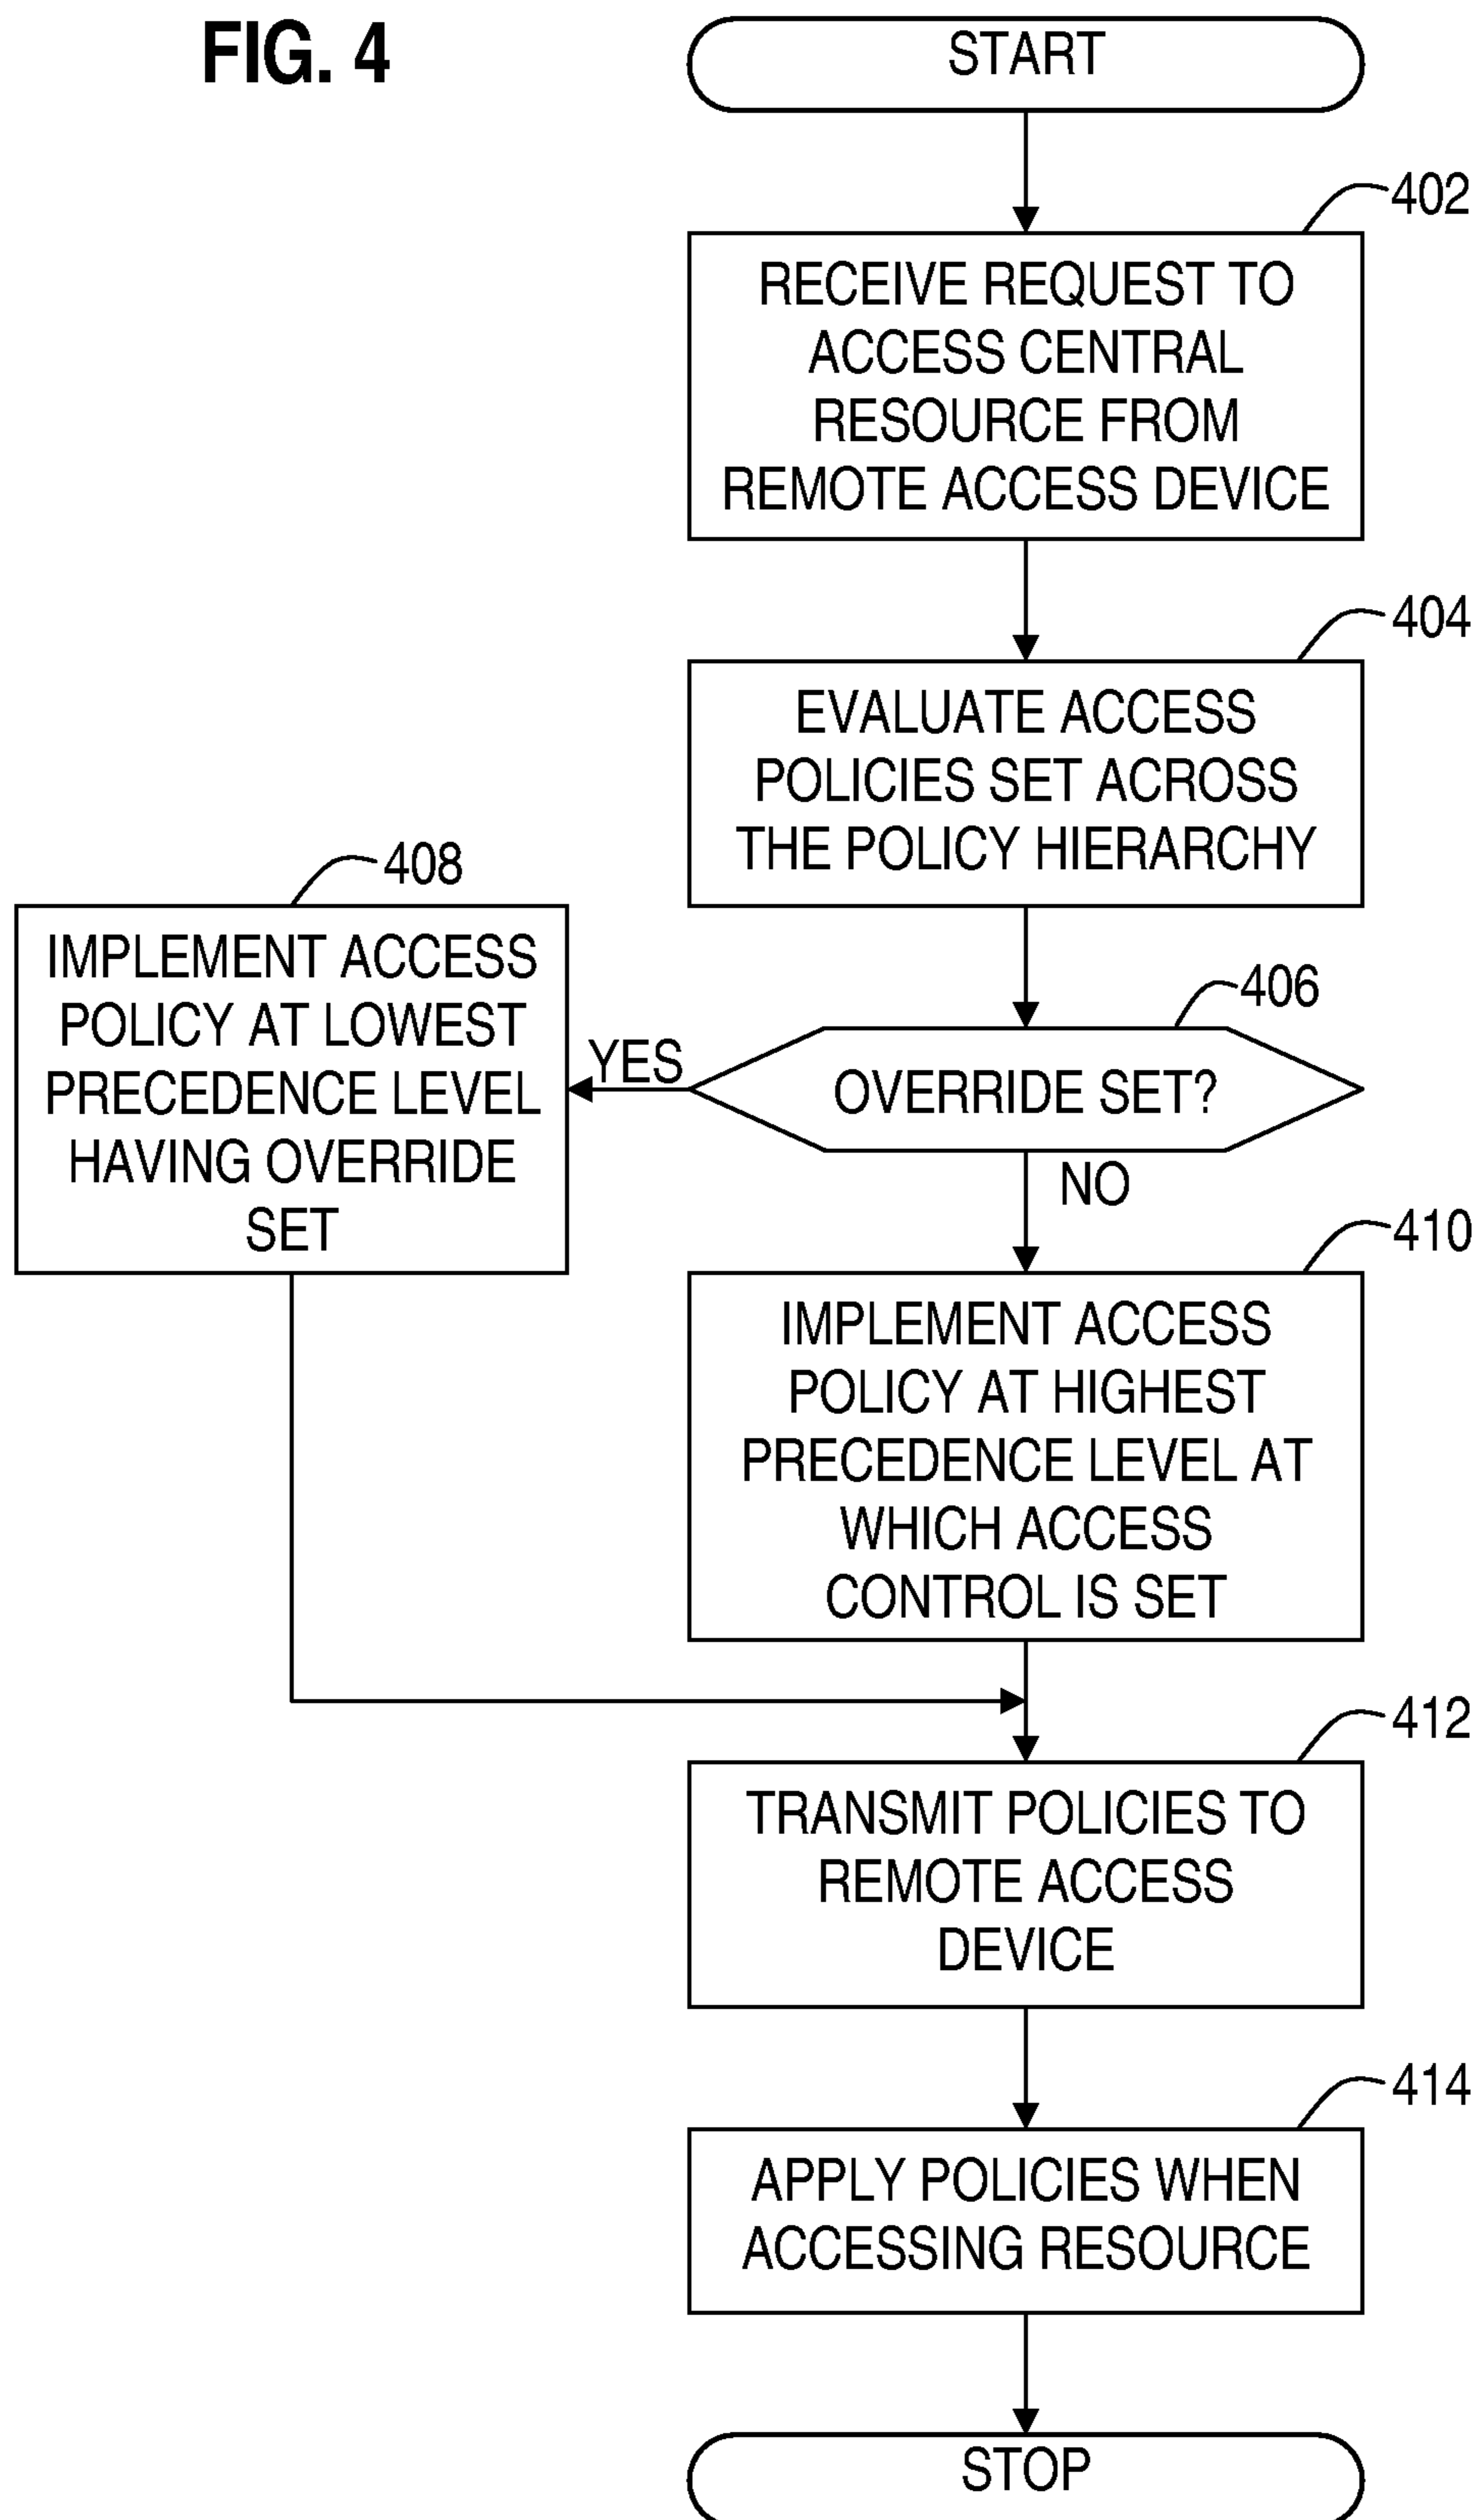 FIG. 4
START
402
RECEIVE REQUEST TO
ACCESS CENTRAL
RESOURCE FROM
REMOTE ACCESS DEVICE
404
EVALUATE ACCESS
POLICIES SET ACROSS
THE POLICY HIERARCHY
406
OVERRIDE SET?
YES
408
IMPLEMENT ACCESS
POLICY AT LOWEST
PRECEDENCE LEVEL
HAVING OVERRIDE
SET
NO
410
IMPLEMENT ACCESS
POLICY AT HIGHEST
PRECEDENCE LEVEL AT
WHICH ACCESS
CONTROL IS SET
412
TRANSMIT POLICIES TO
REMOTE ACCESS
DEVICE
414
APPLY POLICIES WHEN
ACCESSING RESOURCE
STOP